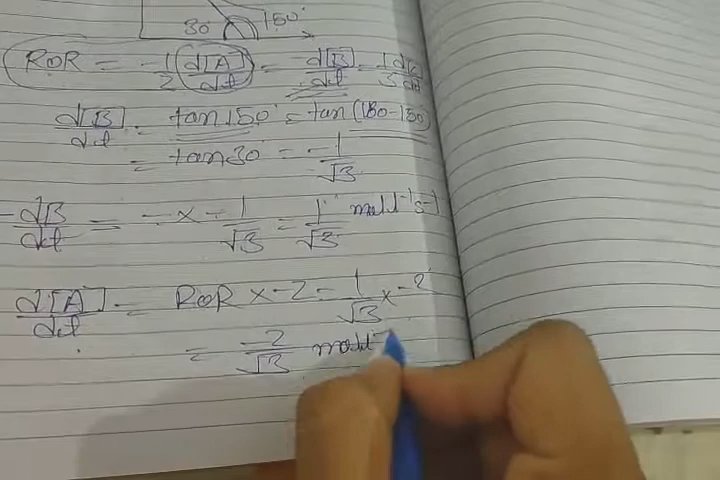 30 150°
ROR = -1/2 d[A]/dt = -d[B]/dt = 1/3 d[C]/dt
d[B]/dt = tan 150° = tan(180-150)
= tan 30 = -1/√3
-dB/dt = - x -1/√3 = 1/√3 mol L⁻¹ s⁻¹
d[A]/dt = ROR x -2 = 1/√3 x -2
= -2/√3 mol L⁻